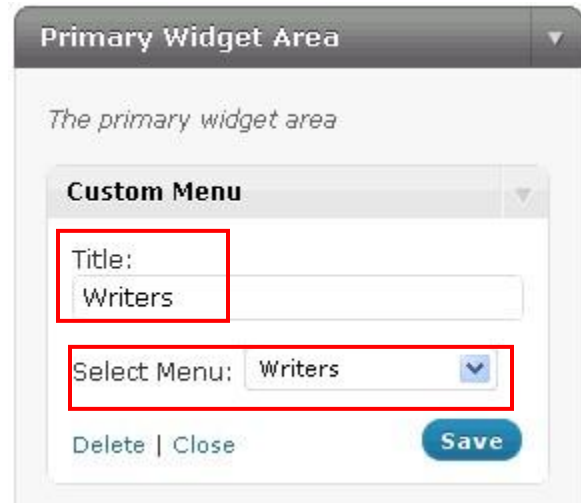 Primary Widget Area
The primary widget area
Custom Menu
Title:
Writers
Select Menu: Writers
Delete | Close Save